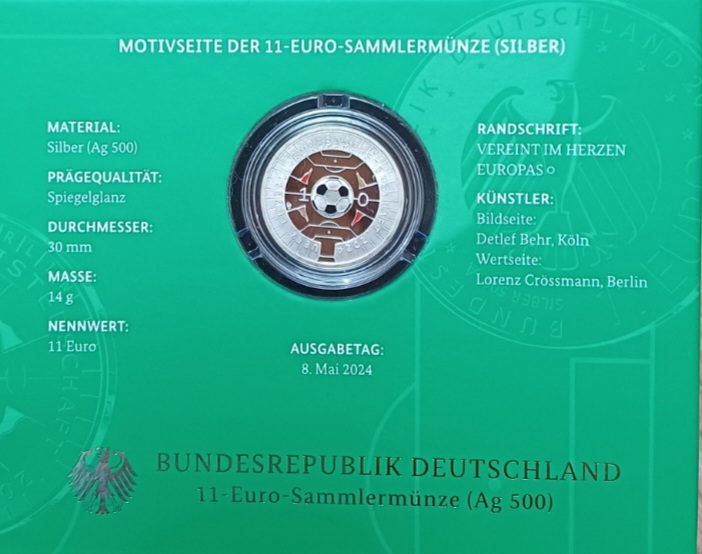 MOTIVSEITE DER 11-EURO-SAMMLERMÜNZE (SILBER)
MATERIAL:
Silber (Ag 500)
PRÄGEQUALITÄT:
Spiegelglanz
DURCHMESSER:
30 mm
MASSE:
14 g
NENNWERT:
11 Euro
1 0
AUSGABETAG:
8. Mai 2024
RANDSCHRIFT:
VEREINT IM HERZEN
EUROPAS
KÜNSTLER:
Bildseite:
Detlef Behr, Köln
Wertseite:
Lorenz Crössmann, Berlin
BUNDESREPUBLIK DEUTSCHLAND
11-Euro-Sammlermünze (Ag 500)